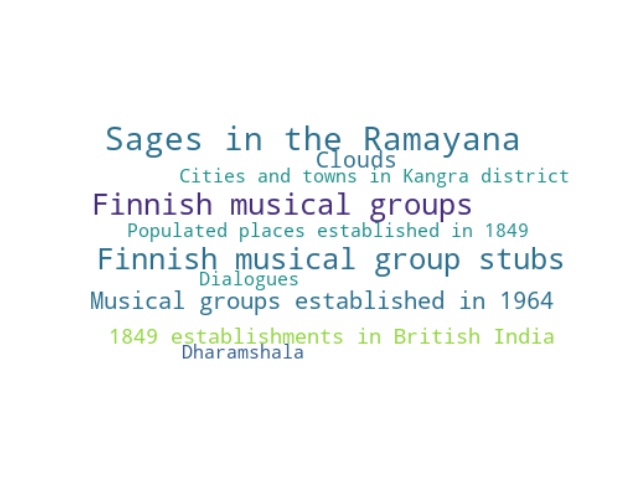 Sages in the Ramayana
Clouds
Cities and towns in Kangra district
Finnish musical groups
Populated places established in 1849
Finnish musical group stubs
Dialogues
Musical groups established in 1964
1849 establishments in British India
Dharamshala